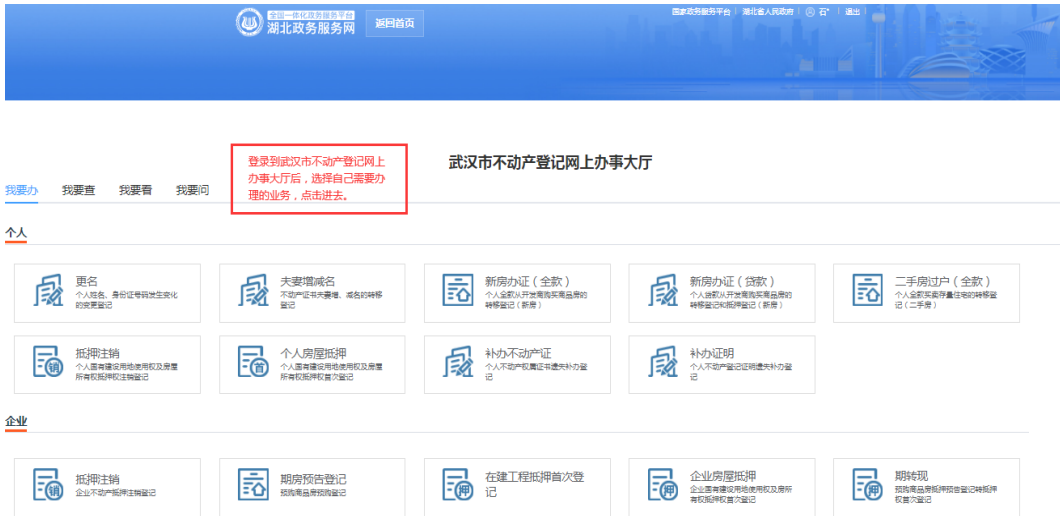 全国一体化政务服务平台
湖北政务服务网
返回首页
国家政务服务平台 | 湖北省人民政府 | 石* | 退出 |
登录到武汉市不动产登记网上
办事大厅后，选择自己需要办
理的业务，点击进去。
武汉市不动产登记网上办事大厅
我要办 我要查 我要看 我要问
个人
更名
个人姓名、身份证号码发生变化
的变更登记
夫妻增减名
不动产证书夫妻增、减名的转移
登记
新房办证（全款）
个人全款从开发商购买商品房的
转移登记（新房）
新房办证（贷款）
个人贷款从开发商购买商品房的
转移登记和抵押登记（新房）
二手房过户（全款）
个人全款买卖存量住宅的转移登
记（二手房）
销
抵押注销
个人国有建设用地使用权及房屋
所有权抵押权注销登记
首
个人房屋抵押
个人国有建设用地使用权及房屋
所有权抵押权首次登记
补办不动产证
个人不动产权属证书遗失补办登
记
补办证明
个人不动产登记证明遗失补办登
记
企业
销
抵押注销
企业不动产抵押注销登记
期房预告登记
预购商品房预购登记
押
在建工程抵押首次登
记
押
企业房屋抵押
企业国有建设用地使用权及房屋所
有权抵押权首次登记
押
期转现
预购商品房抵押预告登记转抵押
权首次登记